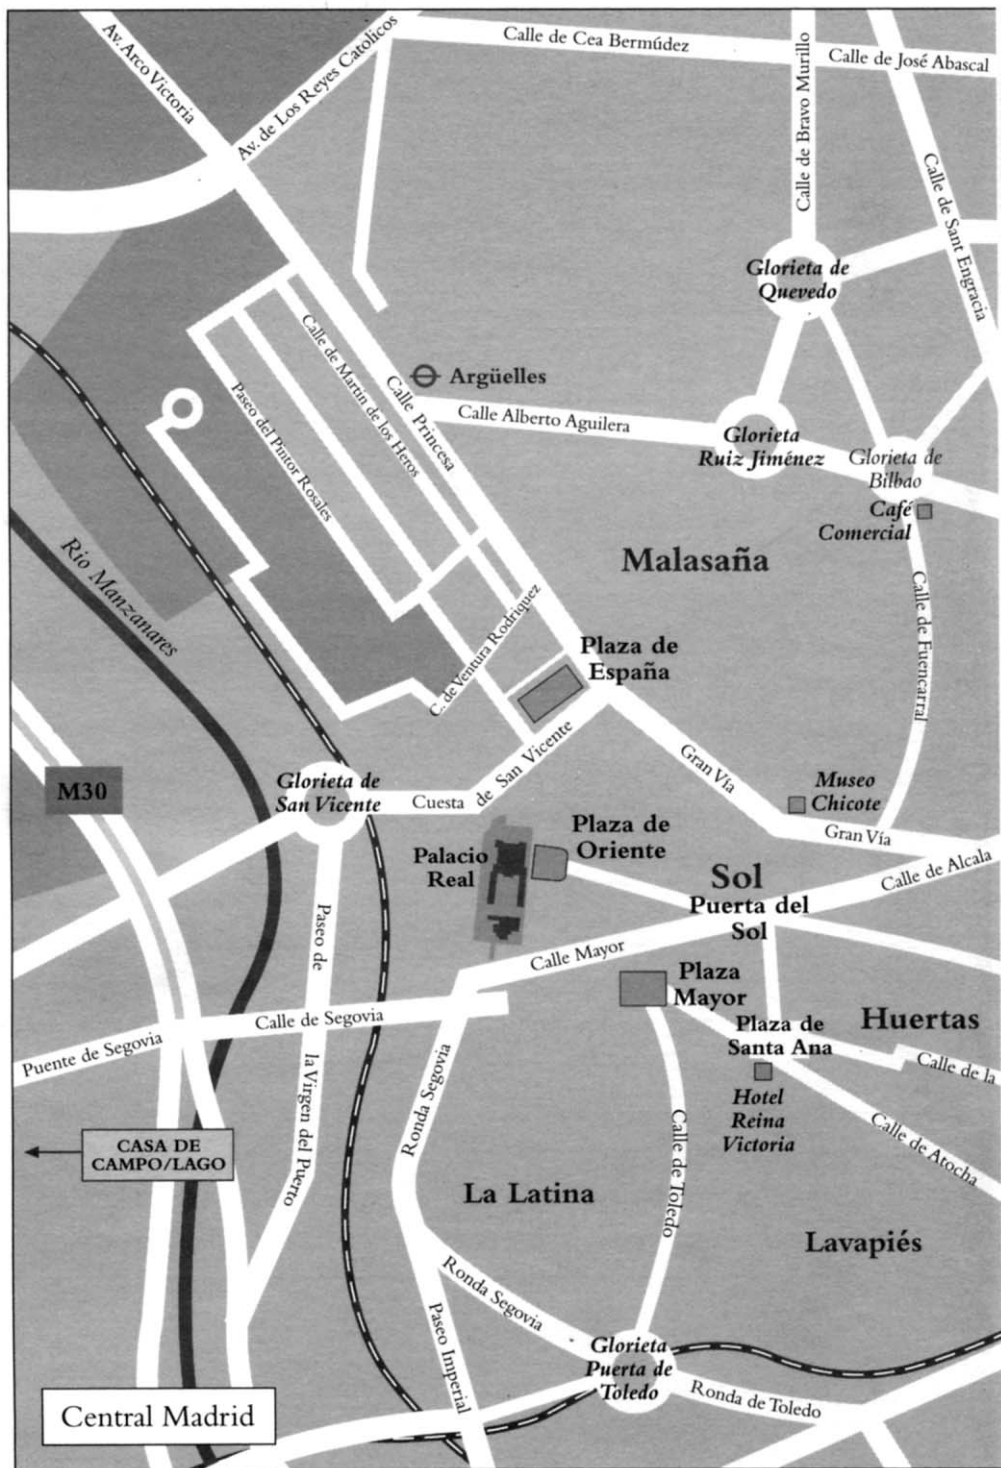 Av. Arco Victoria
Av. de Los Reyes Catolicos
Calle de Cea Bermúdez
Calle de José Abascal
Calle de Bravo Murillo
Calle de Sant Engracia
Glorieta de
Quevedo
Argüelles
Calle de Martin de los Heros
Calle Princesa
Paseo del Pintor Rosales
Calle Alberto Aguilera
Glorieta
Ruiz Jiménez
Glorieta de
Bilbao
Café
Comercial
Rio Manzanares
Malasaña
Calle de Fuencarral
C. de Ventura Rodriquez
Plaza de
España
Gran Vía
M30
Glorieta de
San Vicente
Cuesta de San Vicente
Museo
Chicote
Gran Vía
Plaza de
Oriente
Palacio
Real
Calle de Alcala
Sol
Puerta del
Sol
Paseo de la Virgen del Puerto
Calle Mayor
Plaza
Mayor
Calle de Segovia
Puente de Segovia
Plaza de
Santa Ana
Huertas
Calle de la
Hotel
Reina
Victoria
Ronda Segovia
Calle de Toledo
Calle de Atocha
CASA DE
CAMPO/LAGO
La Latina
Lavapiés
Ronda Segovia
Paseo Imperial
Glorieta
Puerta de
Toledo
Ronda de Toledo
Central Madrid